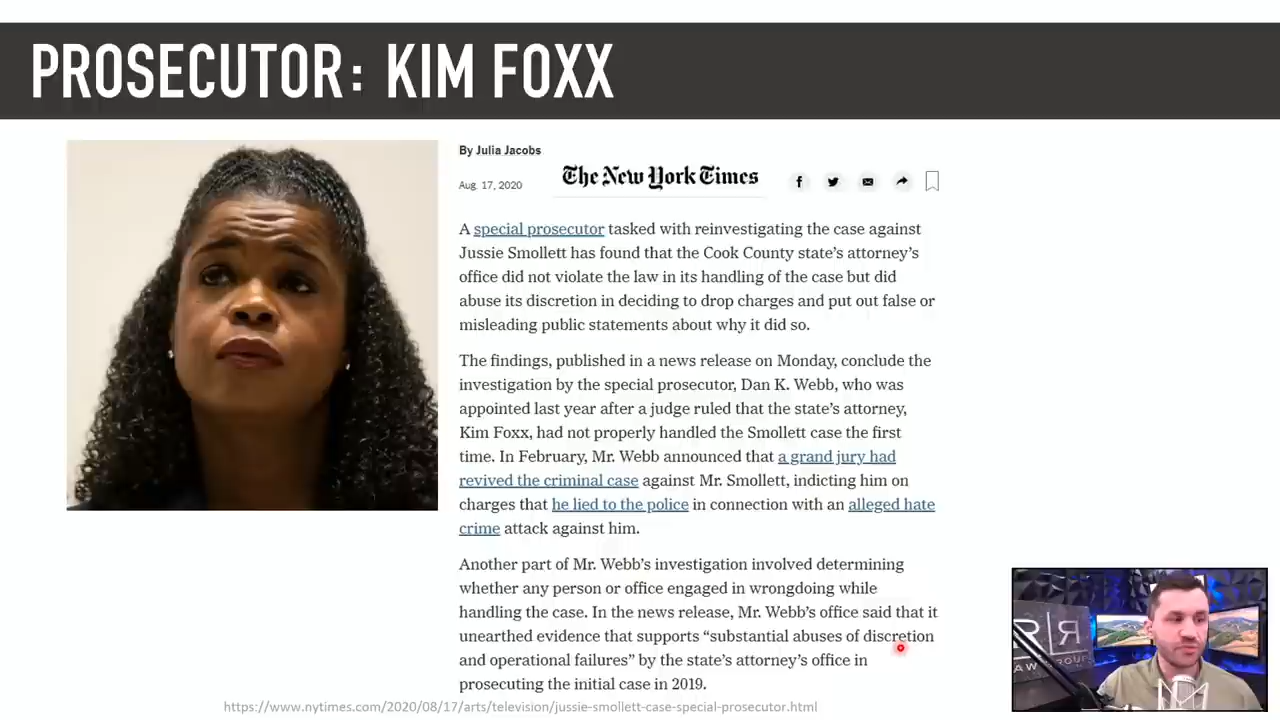 PROSECUTOR: KIM FOXX
By Julia Jacobs
Aug. 17, 2020
The New York Times
A special prosecutor tasked with reinvestigating the case against
Jussie Smollett has found that the Cook County state’s attorney’s
office did not violate the law in its handling of the case but did
abuse its discretion in deciding to drop charges and put out false or
misleading public statements about why it did so.
The findings, published in a news release on Monday, conclude the
investigation by the special prosecutor, Dan K. Webb, who was
appointed last year after a judge ruled that the state’s attorney,
Kim Foxx, had not properly handled the Smollett case the first
time. In February, Mr. Webb announced that a grand jury had
revived the criminal case against Mr. Smollett, indicting him on
charges that he lied to the police in connection with an alleged hate
crime attack against him.
Another part of Mr. Webb’s investigation involved determining
whether any person or office engaged in wrongdoing while
handling the case. In the news release, Mr. Webb’s office said that it
unearthed evidence that supports “substantial abuses of discretion
and operational failures” by the state’s attorney’s office in
prosecuting the initial case in 2019.
https://www.nytimes.com/2020/08/17/arts/television/jussie-smollett-case-special-prosecutor.html